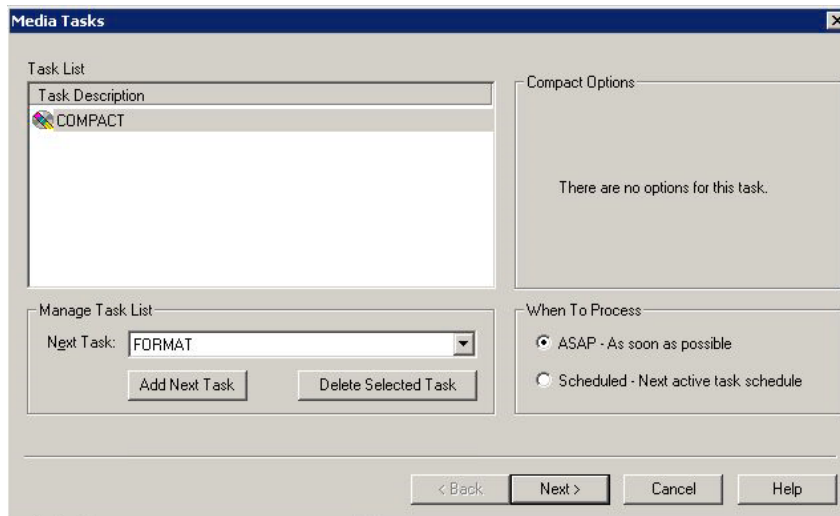 Media Tasks
Task List
Task Description
COMPACT
Compact Options
There are no options for this task.
Manage Task List
Next Task: FORMAT
Add Next Task Delete Selected Task
When To Process
ASAP - As soon as possible
Scheduled - Next active task schedule
< Back Next > Cancel Help